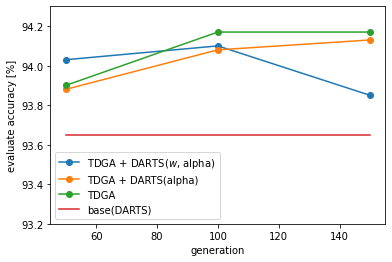 94.2
94.0
93.8
93.6
93.4
93.2
evaluate accuracy [%]
TDGA + DARTS(w, alpha)
TDGA + DARTS(alpha)
TDGA
base(DARTS)
60 80 100 120 140
generation